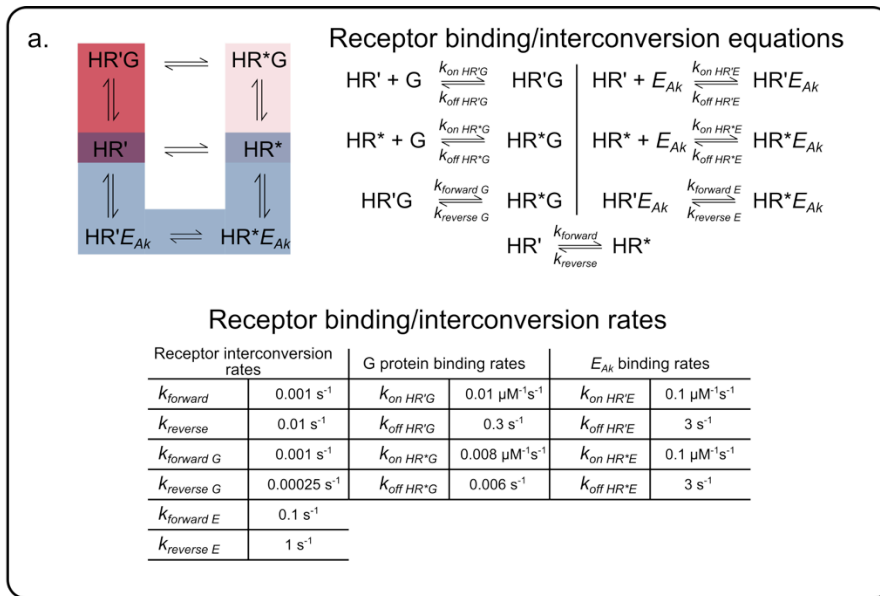 a.
HR'G ⇌ HR*G
HR' ⇌ HR*
HR'E_Ak ⇌ HR*E_Ak
Receptor binding/interconversion equations
HR' + G k_on HR'G ⇌ k_off HR'G HR'G
HR' + E_Ak k_on HR'E ⇌ k_off HR'E HR'E_Ak
HR* + G k_on HR*G ⇌ k_off HR*G HR*G
HR* + E_Ak k_on HR*E ⇌ k_off HR*E HR*E_Ak
HR'G k_forward G ⇌ k_reverse G HR*G
HR'E_Ak k_forward E ⇌ k_reverse E HR*E_Ak
HR' k_forward ⇌ k_reverse HR*
Receptor binding/interconversion rates
Receptor interconversion rates G protein binding rates E_Ak binding rates
k_forward 0.001 s⁻¹ k_on HR'G 0.01 µM⁻¹s⁻¹ k_on HR'E 0.1 µM⁻¹s⁻¹
k_reverse 0.01 s⁻¹ k_off HR'G 0.3 s⁻¹ k_off HR'E 3 s⁻¹
k_forward G 0.001 s⁻¹ k_on HR*G 0.008 µM⁻¹s⁻¹ k_on HR*E 0.1 µM⁻¹s⁻¹
k_reverse G 0.00025 s⁻¹ k_off HR*G 0.006 s⁻¹ k_off HR*E 3 s⁻¹
k_forward E 0.1 s⁻¹
k_reverse E 1 s⁻¹